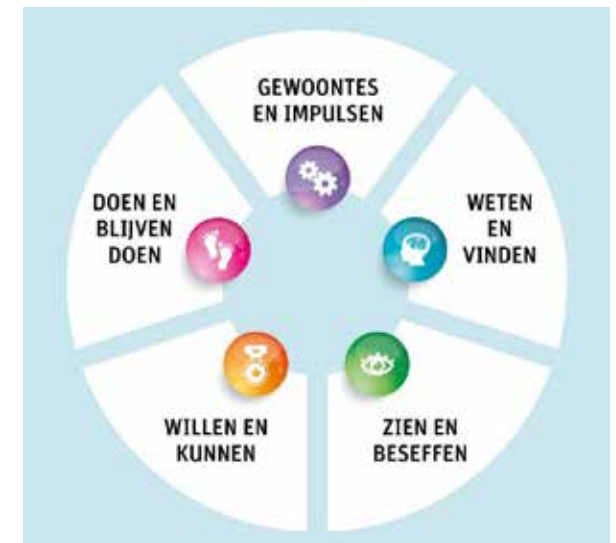 GEWOONTES
EN IMPULSEN
WETEN
EN
VINDEN
ZIEN EN
BESEFFEN
WILLEN EN
KUNNEN
DOEN EN
BLIJVEN
DOEN